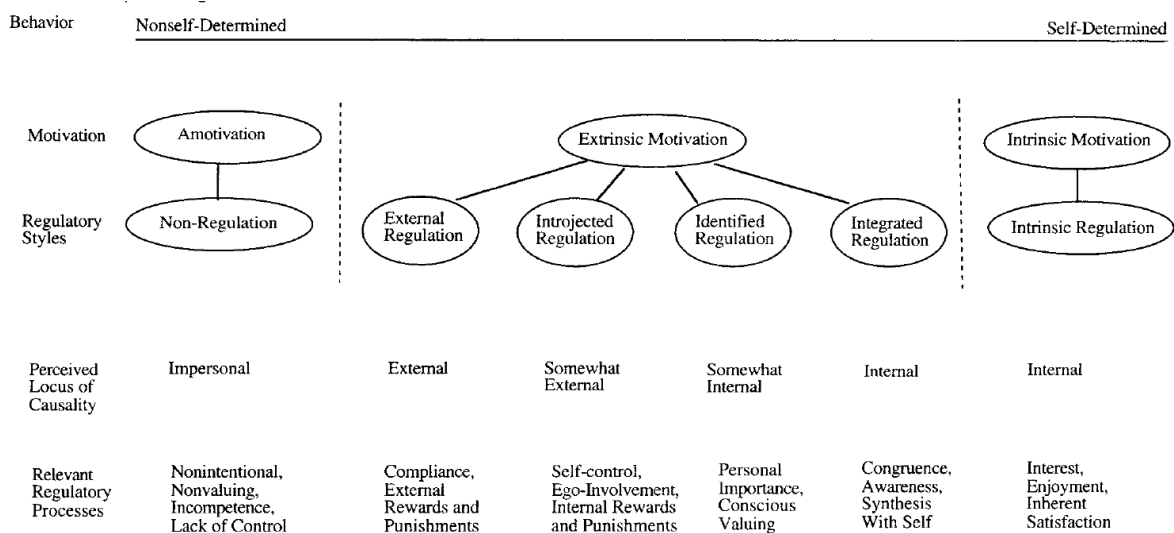 Behavior
Nonself-Determined
Self-Determined
Motivation
Amotivation
Extrinsic Motivation
Intrinsic Motivation
Regulatory
Styles
Non-Regulation
External
Regulation
Introjected
Regulation
Identified
Regulation
Integrated
Regulation
Intrinsic Regulation
Perceived
Locus of
Causality
Impersonal
External
Somewhat
External
Somewhat
Internal
Internal
Internal
Relevant
Regulatory
Processes
Nonintentional,
Nonvaluing,
Incompetence,
Lack of Control
Compliance,
External
Rewards and
Punishments
Self-control,
Ego-Involvement,
Internal Rewards
and Punishments
Personal
Importance,
Conscious
Valuing
Congruence,
Awareness,
Synthesis
With Self
Interest,
Enjoyment,
Inherent
Satisfaction